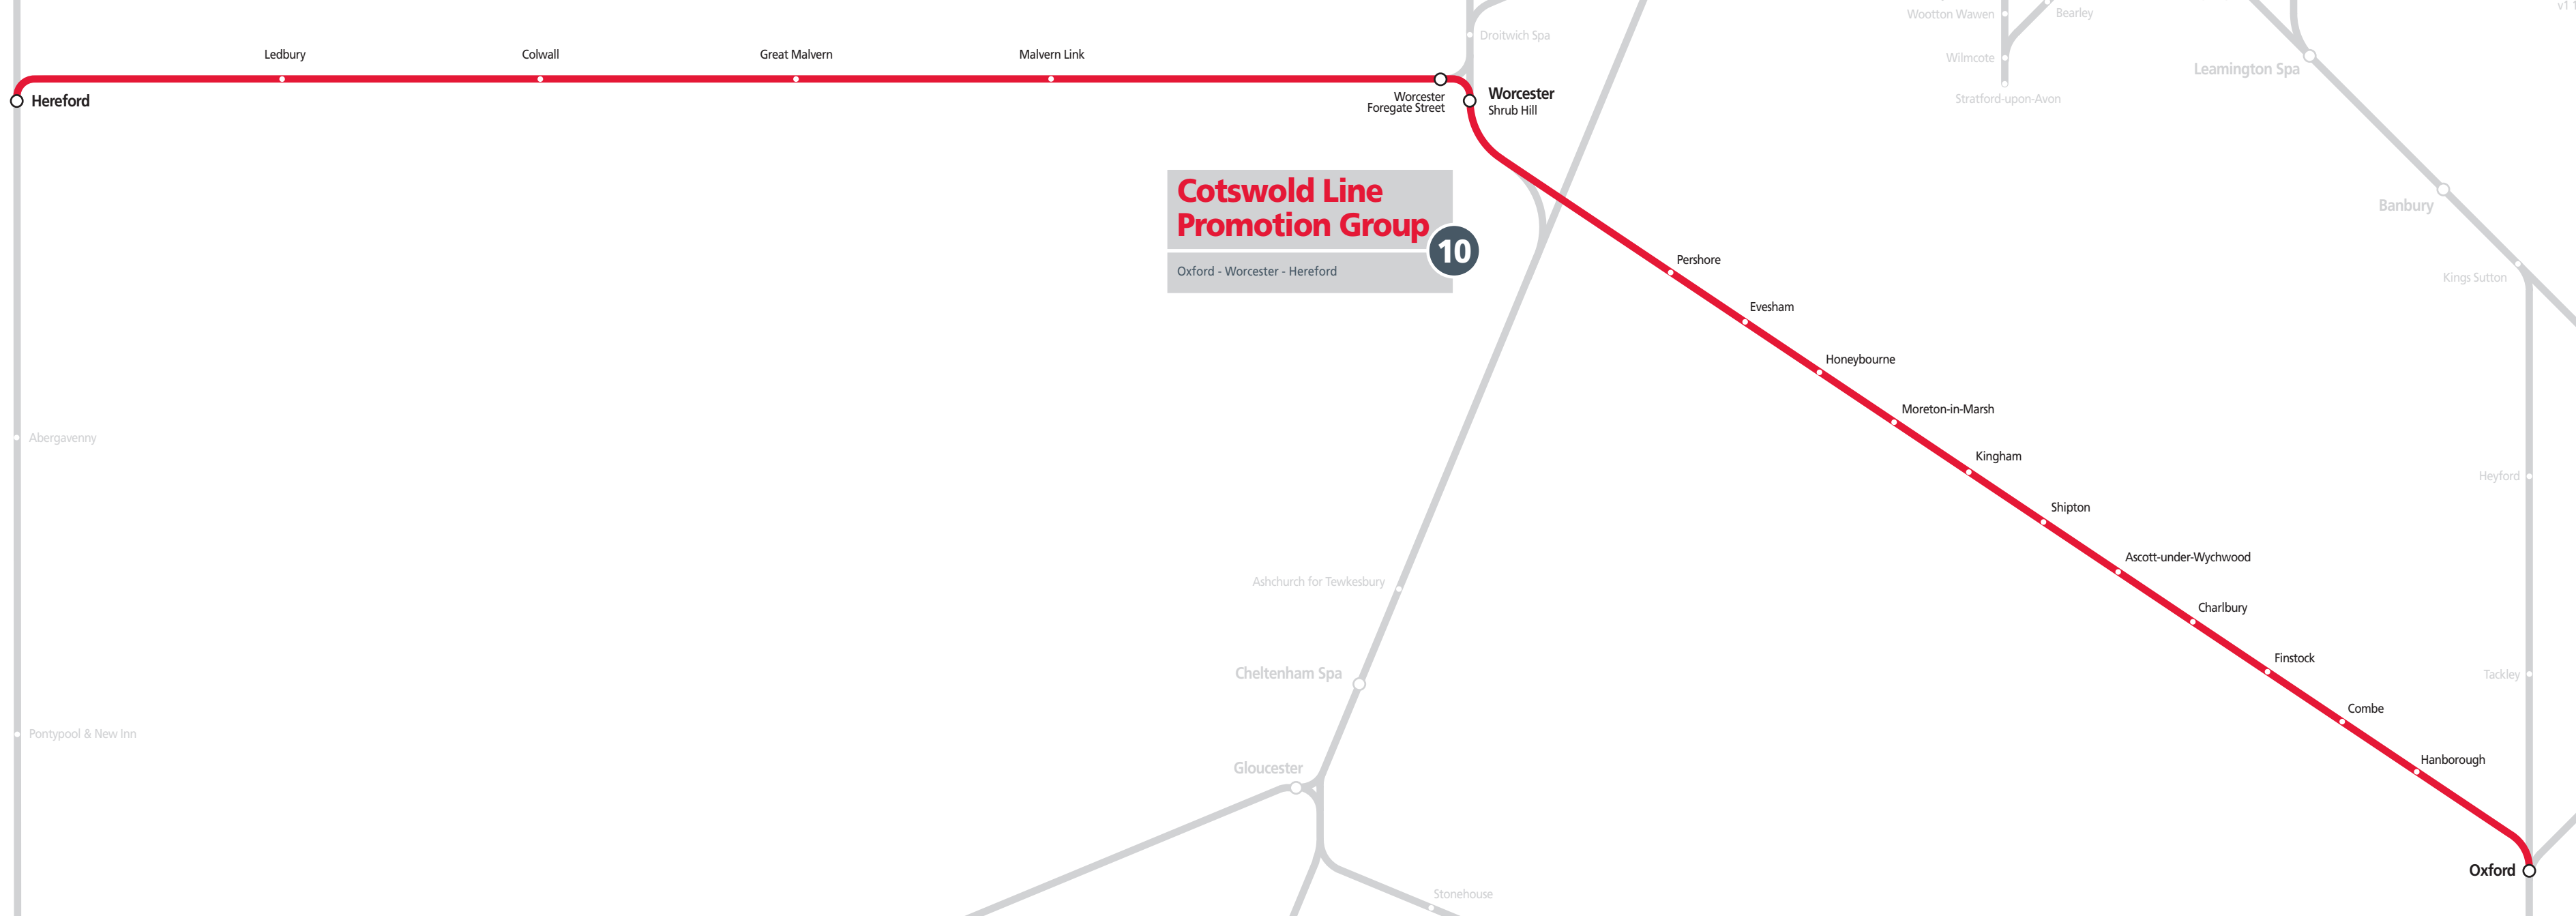 Wootton Wawen
Bearley
v1 1
Droitwich Spa
Ledbury
Colwall
Great Malvern
Malvern Link
Wilmcote
Leamington Spa
Hereford
Worcester
Foregate Street
Worcester
Shrub Hill
Stratford-upon-Avon
Cotswold Line
Promotion Group
10
Oxford - Worcester - Hereford
Banbury
Pershore
Kings Sutton
Evesham
Honeybourne
Moreton-in-Marsh
Abergavenny
Kingham
Heyford
Shipton
Ascott-under-Wychwood
Ashchurch for Tewkesbury
Charlbury
Finstock
Cheltenham Spa
Tackley
Combe
Pontypool & New Inn
Hanborough
Gloucester
Oxford
Stonehouse